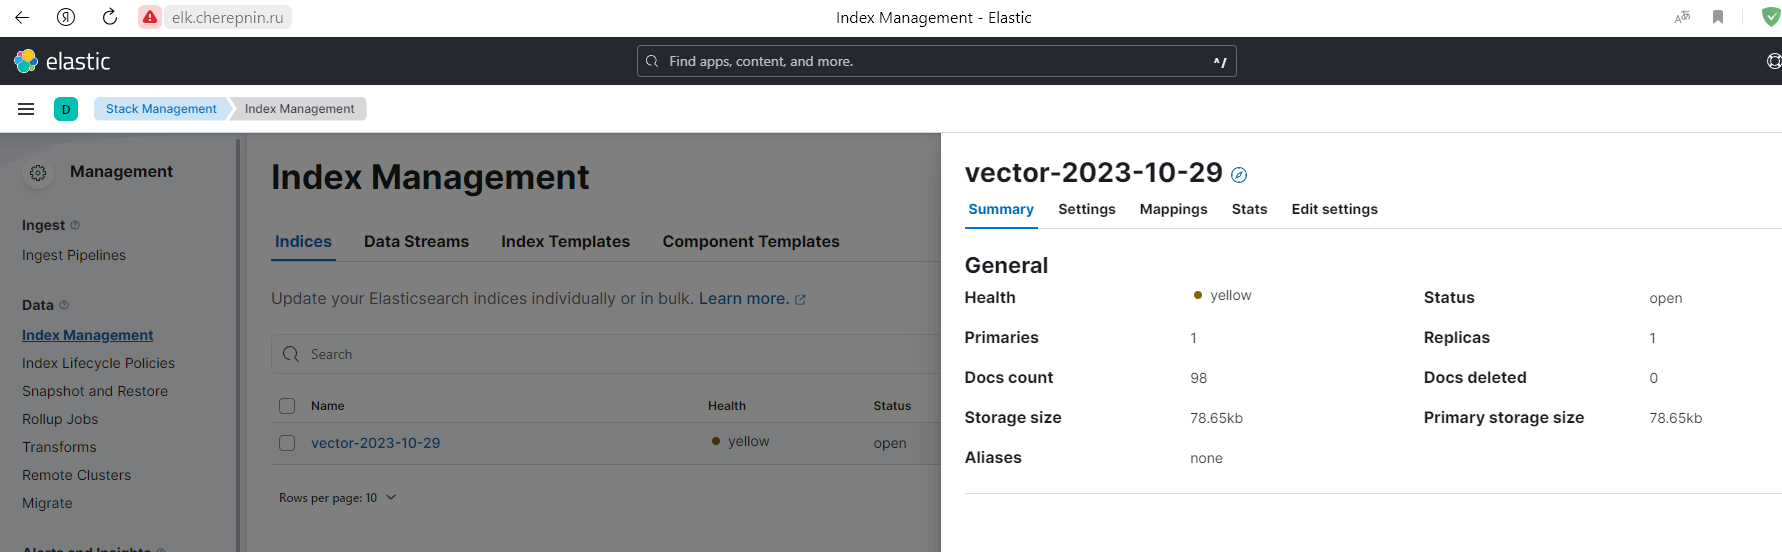 elk.cherepnin.ru
Index Management - Elastic
elastic
Find apps, content, and more.
^/
D
Stack Management
Index Management
Management
Ingest
Ingest Pipelines
Data
Index Management
Index Lifecycle Policies
Snapshot and Restore
Rollup Jobs
Transforms
Remote Clusters
Migrate
Alerts and Insights
Index Management
Indices Data Streams Index Templates Component Templates
Update your Elasticsearch indices individually or in bulk. Learn more.
Search
Name Health Status
vector-2023-10-29 yellow open
Rows per page: 10
vector-2023-10-29
Summary Settings Mappings Stats Edit settings
General
Health yellow Status open
Primaries 1 Replicas 1
Docs count 98 Docs deleted 0
Storage size 78.65kb Primary storage size 78.65kb
Aliases none